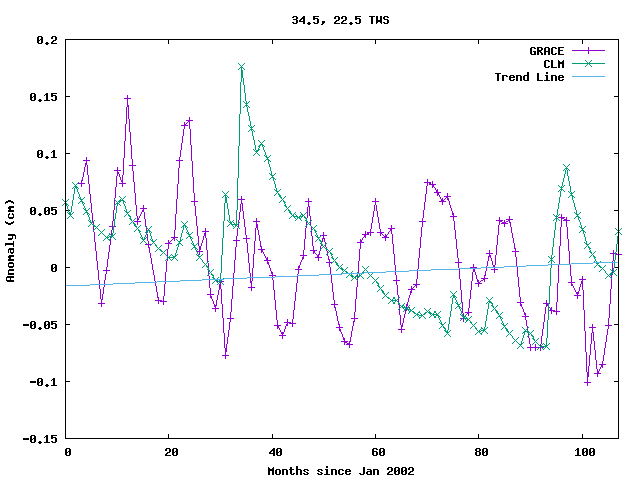 34.5, 22.5 TWS
GRACE
CLM
Trend Line
0.2
0.15
0.1
0.05
0
-0.05
-0.1
-0.15
Anomaly (cm)
0 20 40 60 80 100
Months since Jan 2002